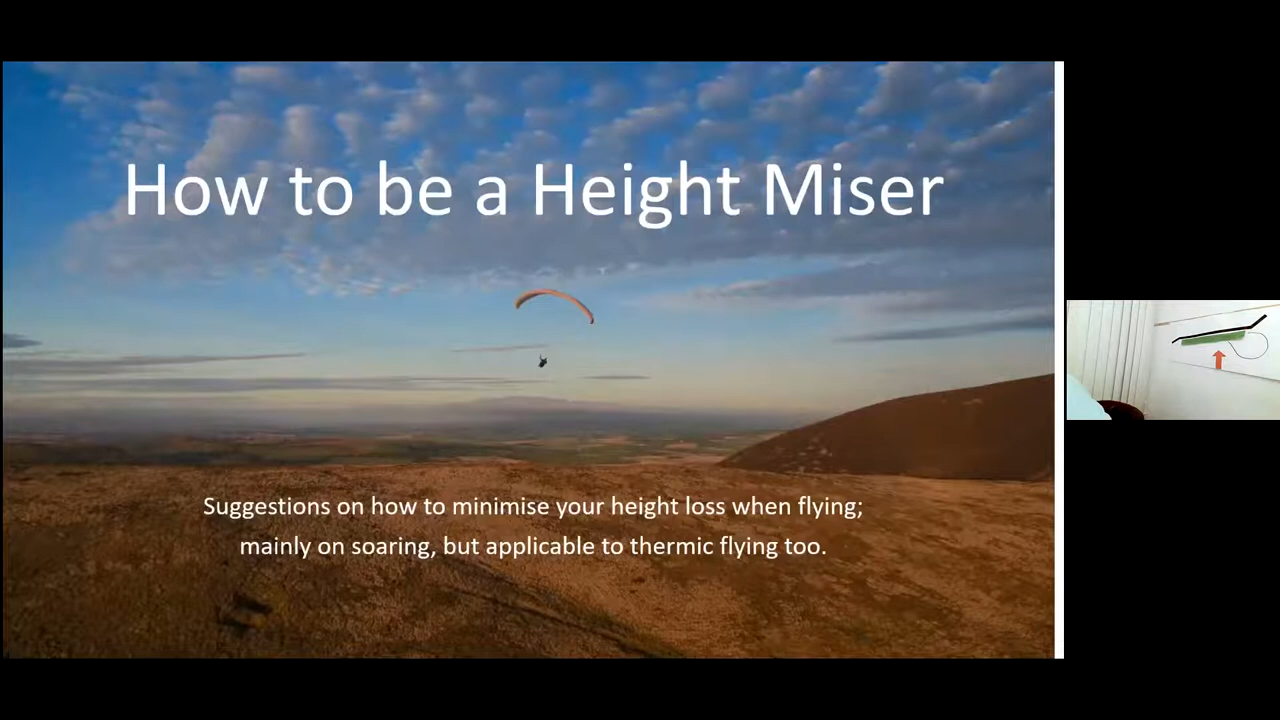 How to be a Height Miser
Suggestions on how to minimise your height loss when flying;
mainly on soaring, but applicable to thermic flying too.